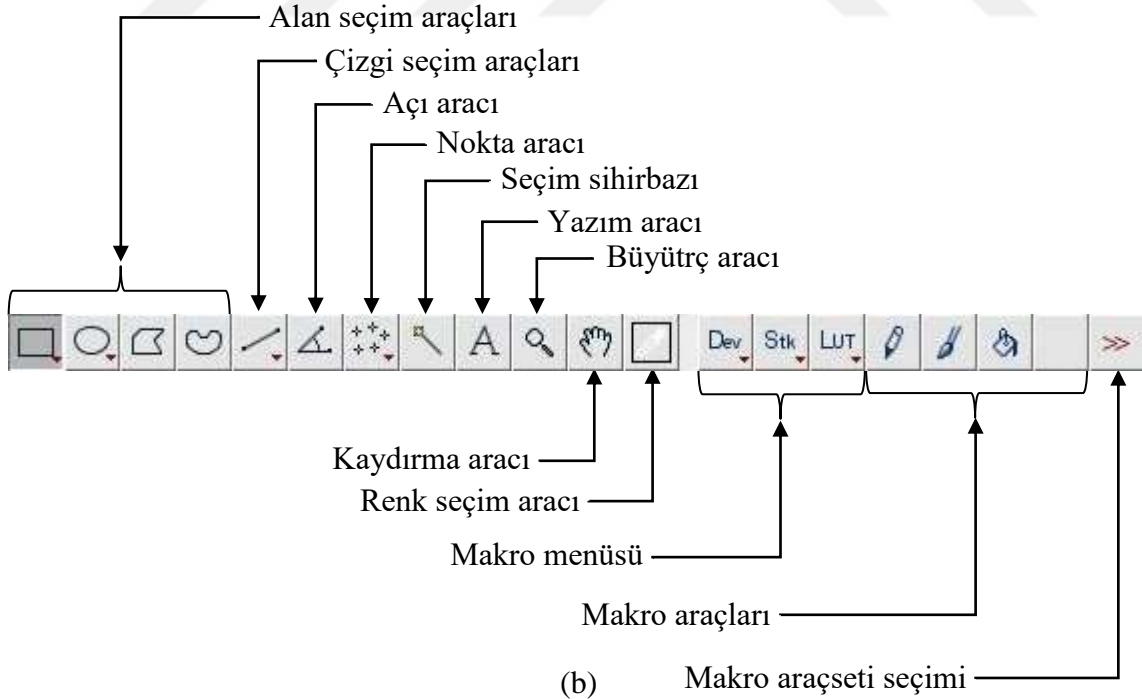 Alan seçim araçları
Çizgi seçim araçları
Açı aracı
Nokta aracı
Seçim sihirbazı
Yazım aracı
Büyütrç aracı
A
Dev Stk LUT
>>
Kaydırma aracı
Renk seçim aracı
Makro menüsü
Makro araçları
Makro araçseti seçimi
(b)